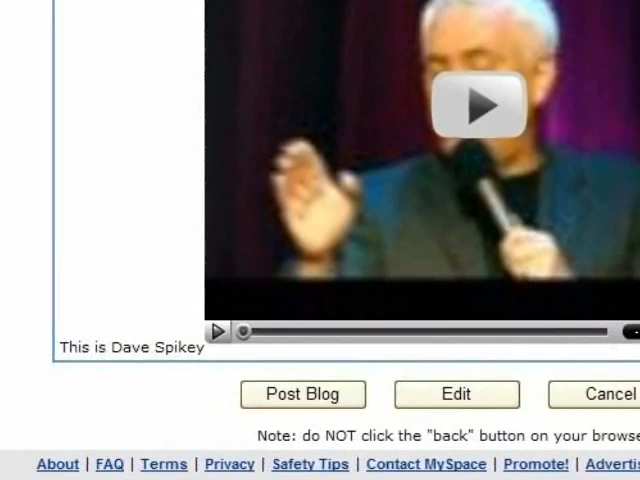 This is Dave Spikey
Post Blog Edit Cancel
Note: do NOT click the "back" button on your browse
About | FAQ | Terms | Privacy | Safety Tips | Contact MySpace | Promote! | Adverti